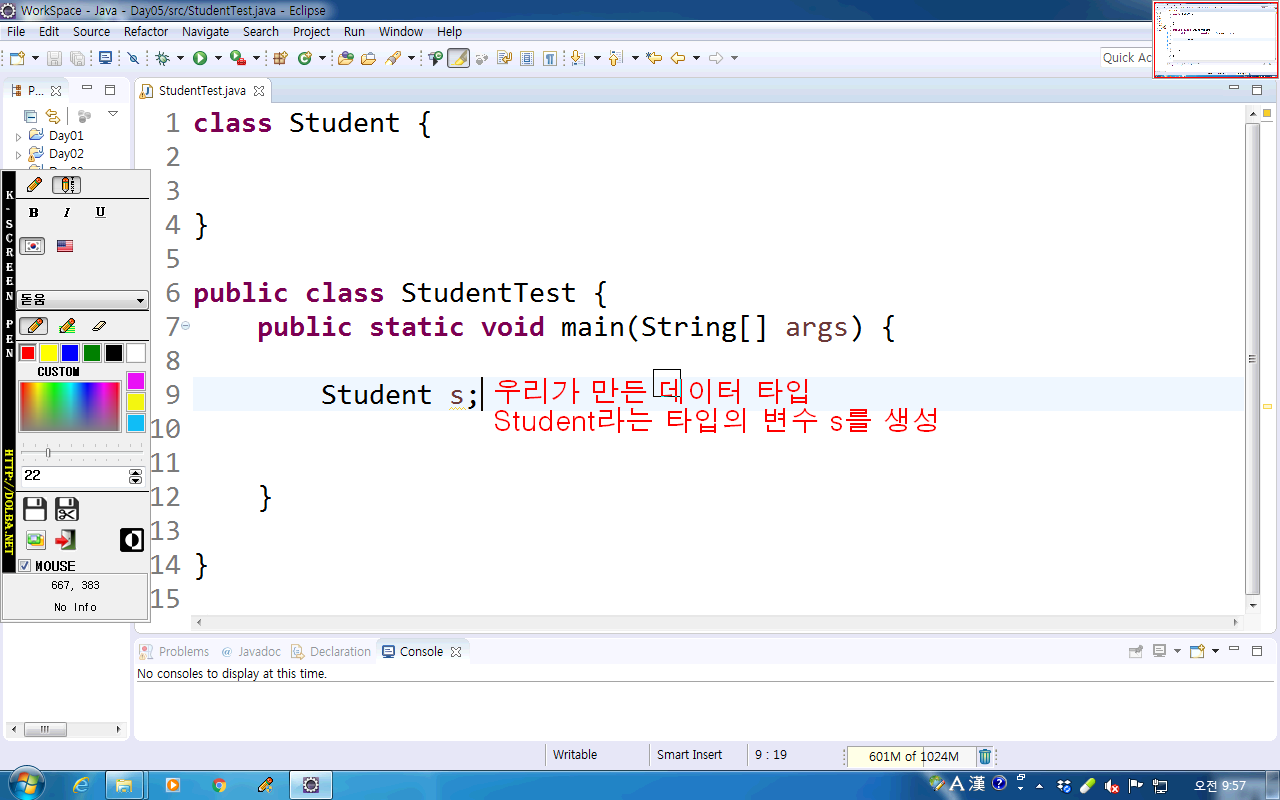 WorkSpace - Java - Day05/src/StudentTest.java - Eclipse
File Edit Source Refactor Navigate Search Project Run Window Help
Quick Ac
P...
StudentTest.java
Day01
Day02
1 class Student {
2
3
4 }
5
6 public class StudentTest {
7 public static void main(String[] args) {
8
9 Student s; 우리가 만든 데이터 타입
Student라는 타입의 변수 s를 생성
10
11
12 }
13
14 }
15
K-SCREEN PEN
HTTP://DOLBA.NET
B I U
돋움
CUSTOM
22
MOUSE
667, 383
No Info
Problems @ Javadoc Declaration Console
No consoles to display at this time.
Writable Smart Insert 9 : 19 601M of 1024M
A 漢 오전 9:57